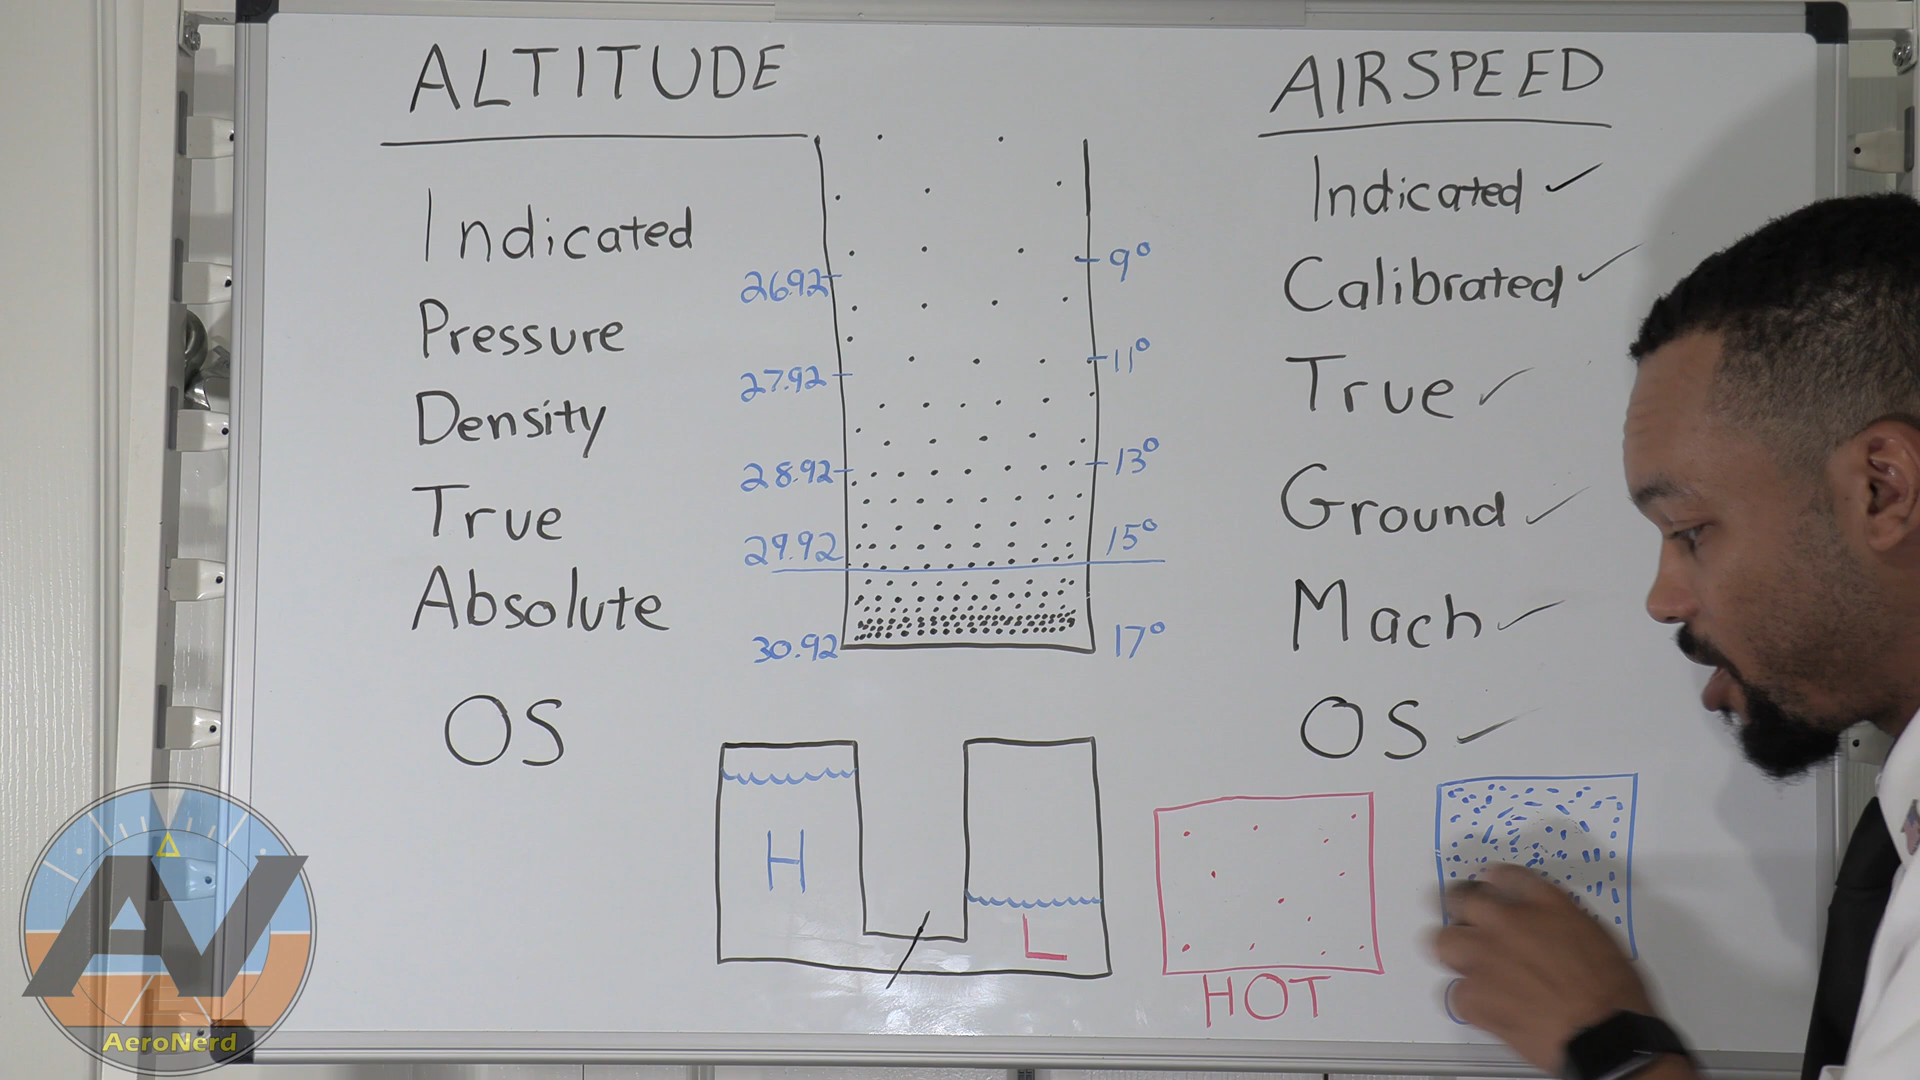 ALTITUDE
Indicated
Pressure
Density
True
Absolute
OS
26.92
27.92
28.92
29.92
30.92
9°
11°
13°
15°
17°
H
L
AIRSPEED
Indicated ✓
Calibrated ✓
True ✓
Ground ✓
Mach ✓
OS ✓
HOT
AV
AeroNerd